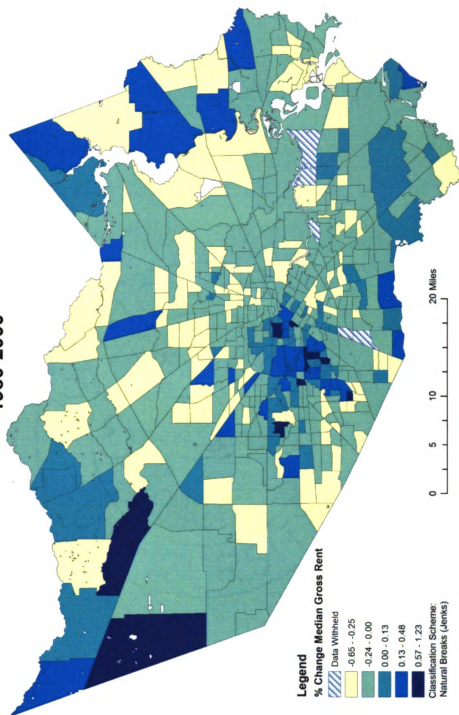 Legend
% Change Median Gross Rent
Data Withheld
-0.65 - -0.25
-0.24 - 0.00
0.00 - 0.13
0.13 - 0.48
0.57 - 1.23
Classification Scheme:
Natural Breaks (Jenks)
0 5 10 20 Miles